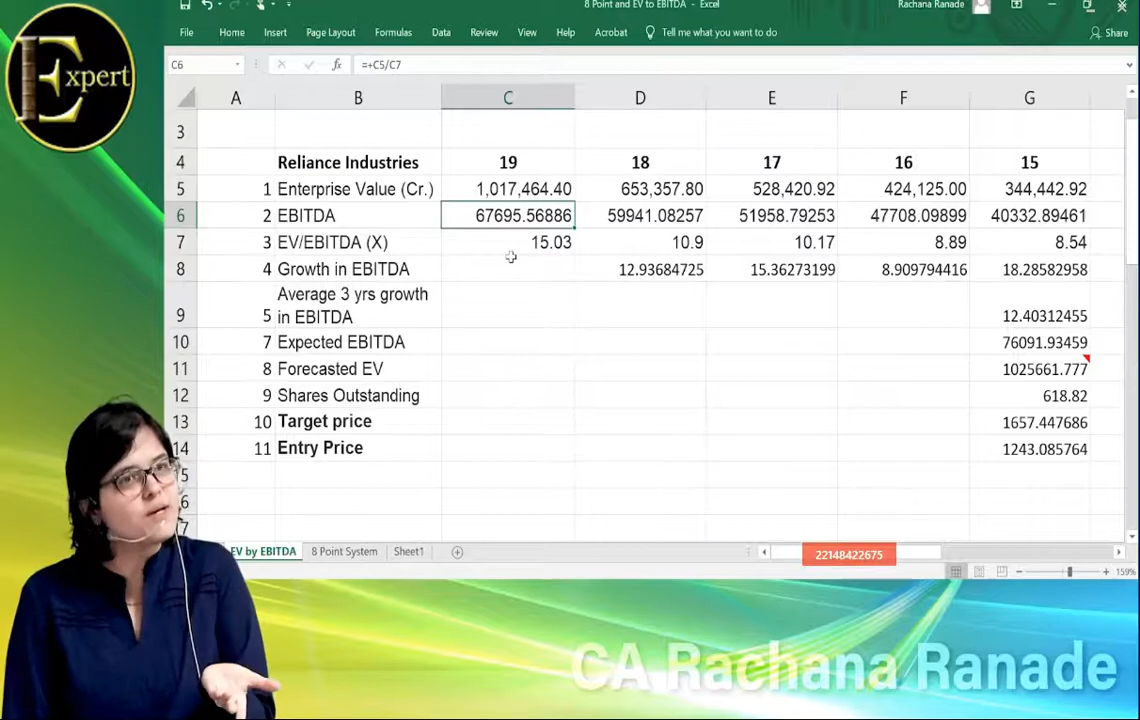 Expert
8 Point and EV to EBITDA - Excel
Rachana Ranade
File Home Insert Page Layout Formulas Data Review View Help Acrobat Tell me what you want to do Share
C6 fx =+C5/C7
A B C D E F G
3
4 Reliance Industries 19 18 17 16 15
5 1 Enterprise Value (Cr.) 1,017,464.40 653,357.80 528,420.92 424,125.00 344,442.92
6 2 EBITDA 67695.56886 59941.08257 51958.79253 47708.09899 40332.89461
7 3 EV/EBITDA (X) 15.03 10.9 10.17 8.89 8.54
8 4 Growth in EBITDA 12.93684725 15.36273199 8.909794416 18.28582958
Average 3 yrs growth
9 5 in EBITDA 12.40312455
10 7 Expected EBITDA 76091.93459
11 8 Forecasted EV 1025661.777
12 9 Shares Outstanding 618.82
13 10 Target price 1657.447686
14 11 Entry Price 1243.085764
15
6
7
EV by EBITDA 8 Point System Sheet1 22148422675
159%
CA Rachana Ranade